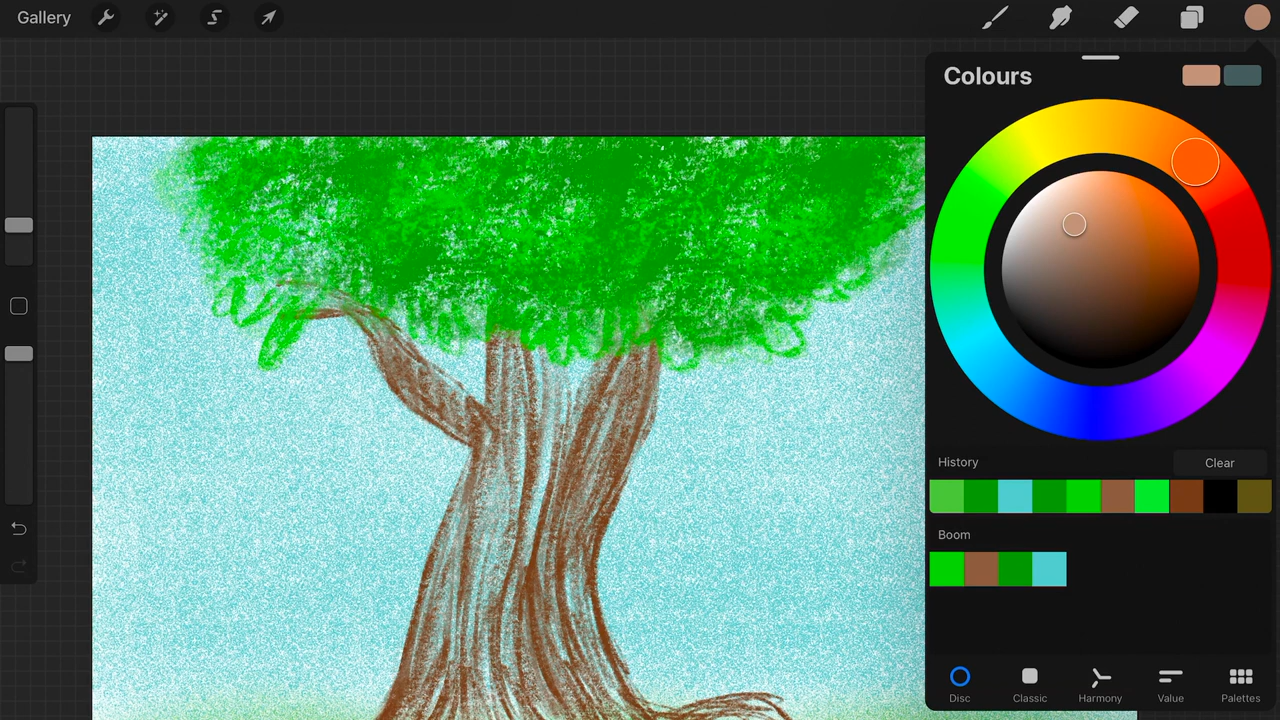 Gallery
Colours
History
Clear
Boom
Disc
Classic
Harmony
Value
Palettes